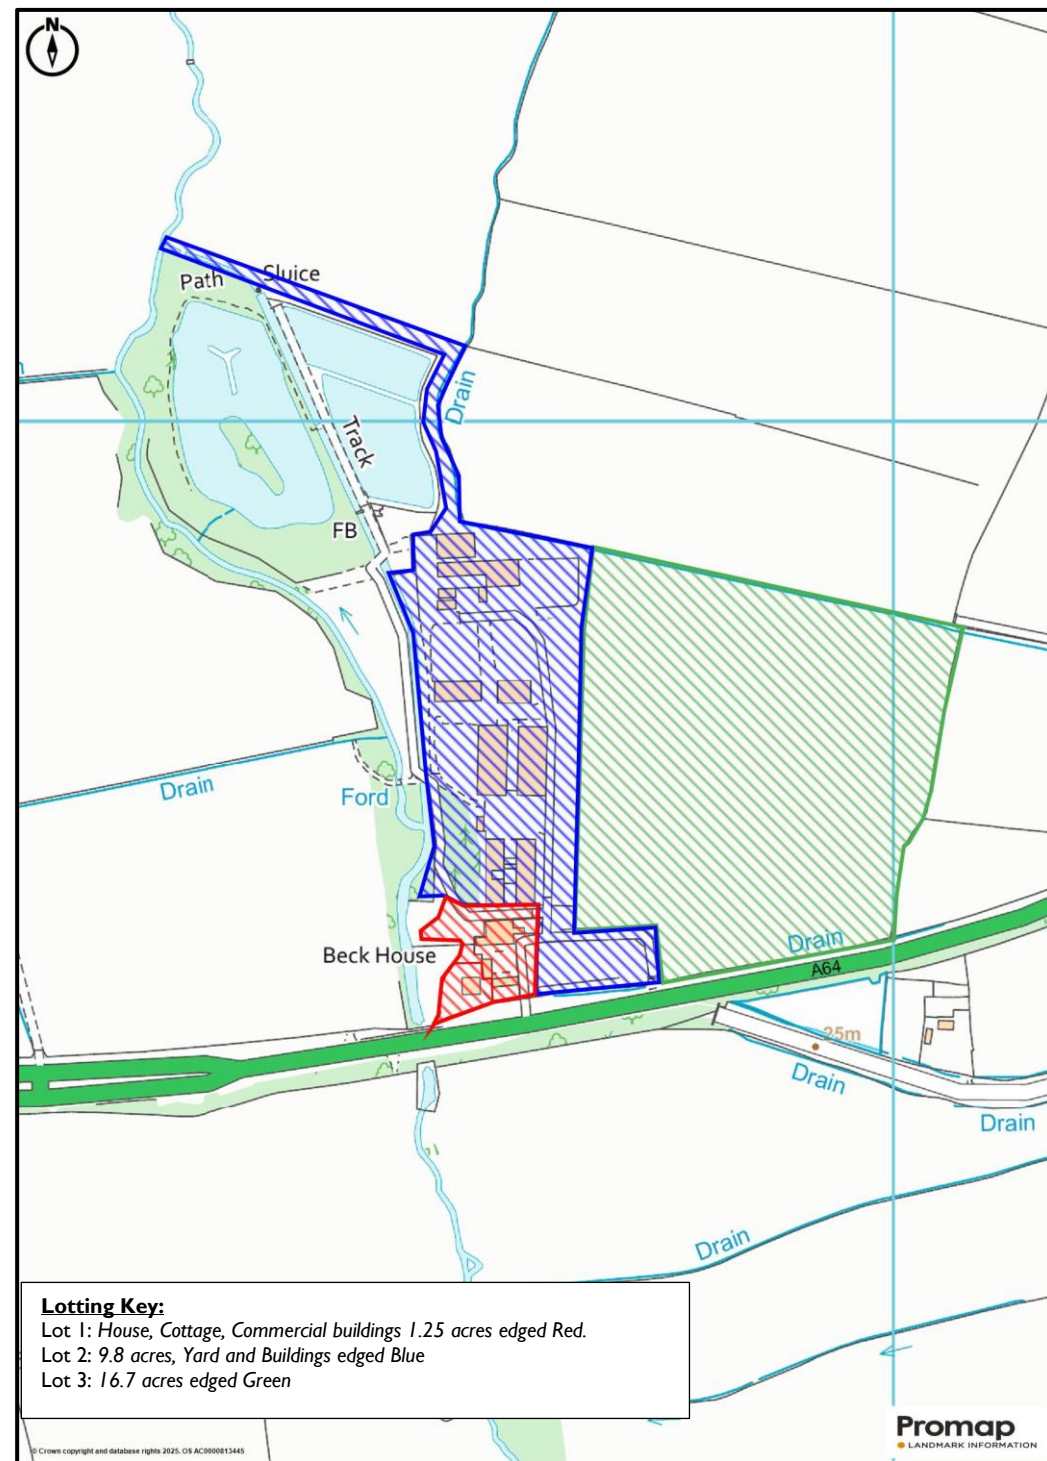 N
Path
Sluice
Drain
Track
FB
Drain
Ford
Beck House
Drain
A64
25m
Drain
Drain
Drain
Lotting Key:
Lot 1: House, Cottage, Commercial buildings 1.25 acres edged Red.
Lot 2: 9.8 acres, Yard and Buildings edged Blue
Lot 3: 16.7 acres edged Green
Promap
LANDMARK INFORMATION
© Crown copyright and database rights 2025. OS AC0000813445